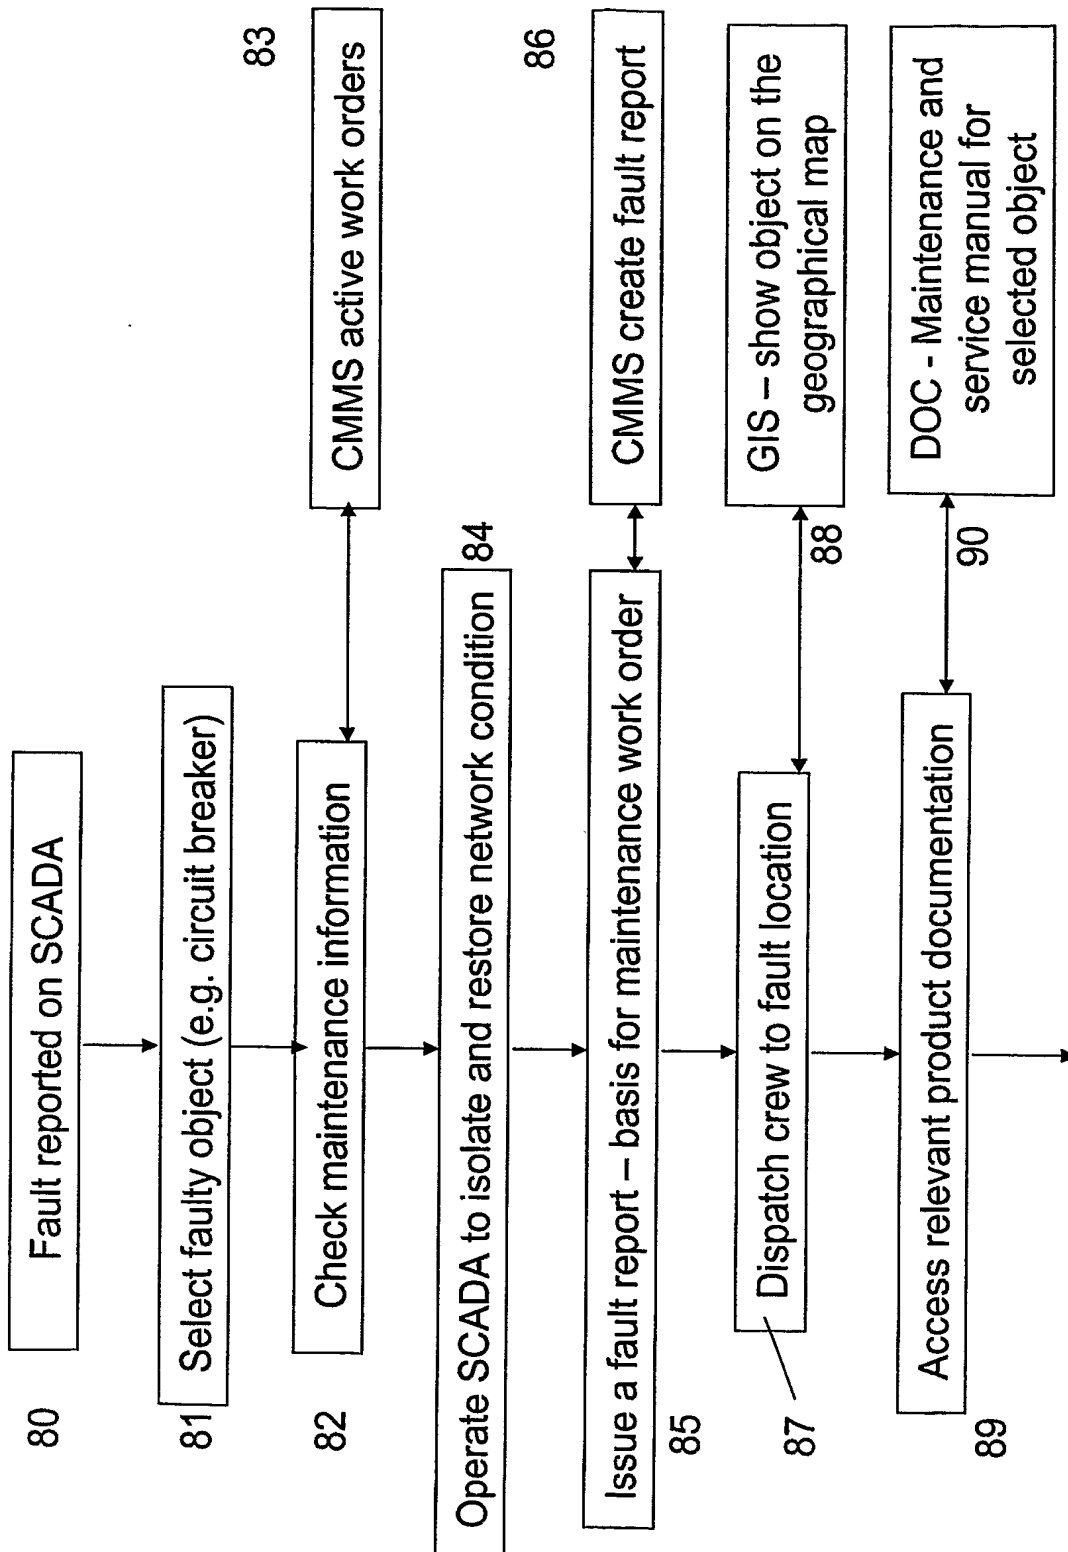 80
Fault reported on SCADA
81
Select faulty object (e.g. circuit breaker)
82
Check maintenance information
83
CMMS active work orders
84
Operate SCADA to isolate and restore network condition
85
Issue a fault report – basis for maintenance work order
86
CMMS create fault report
87
Dispatch crew to fault location
88
GIS – show object on the
geographical map
89
Access relevant product documentation
90
DOC - Maintenance and
service manual for
selected object